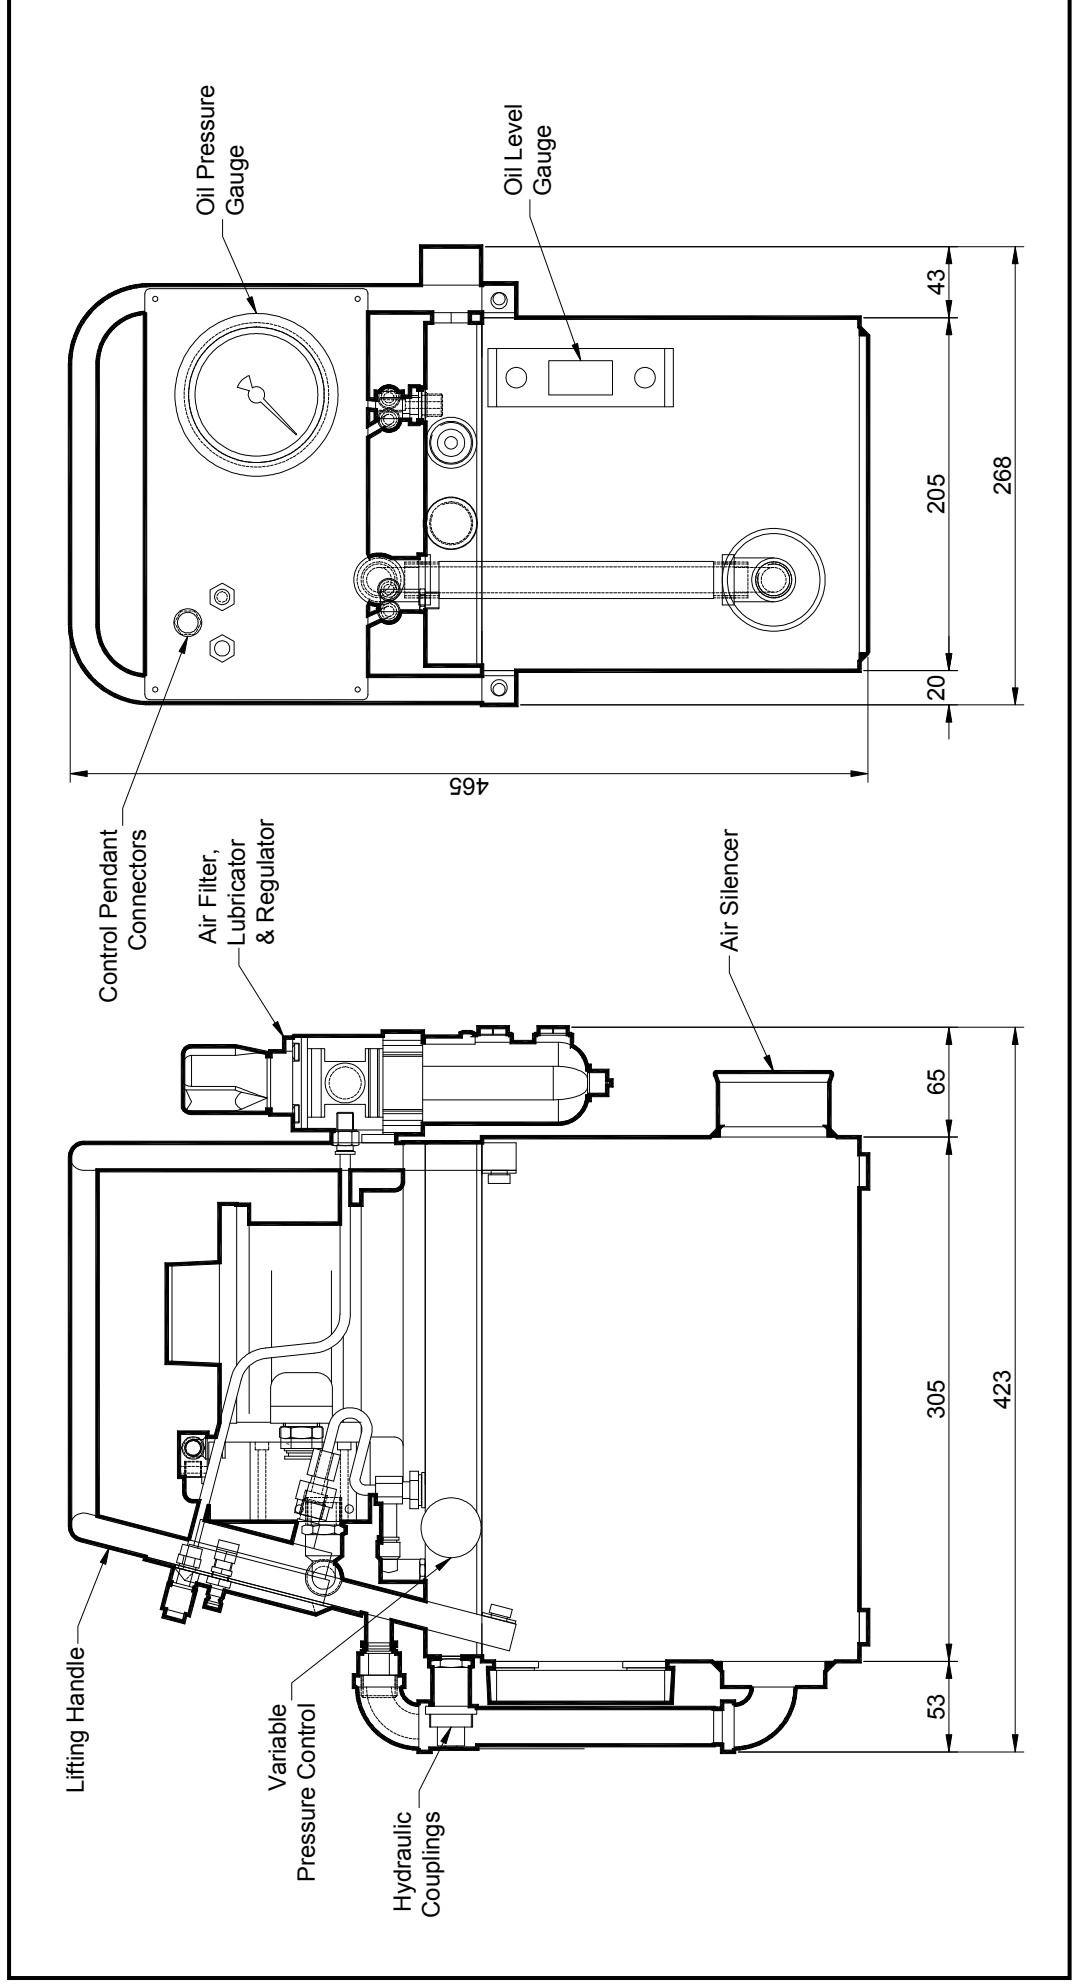 Lifting Handle
Variable
Pressure Control
Hydraulic
Couplings
53
305
65
423
Control Pendant
Connectors
Air Filter,
Lubricator
& Regulator
Air Silencer
465
Oil Pressure
Gauge
Oil Level
Gauge
20
205
43
268